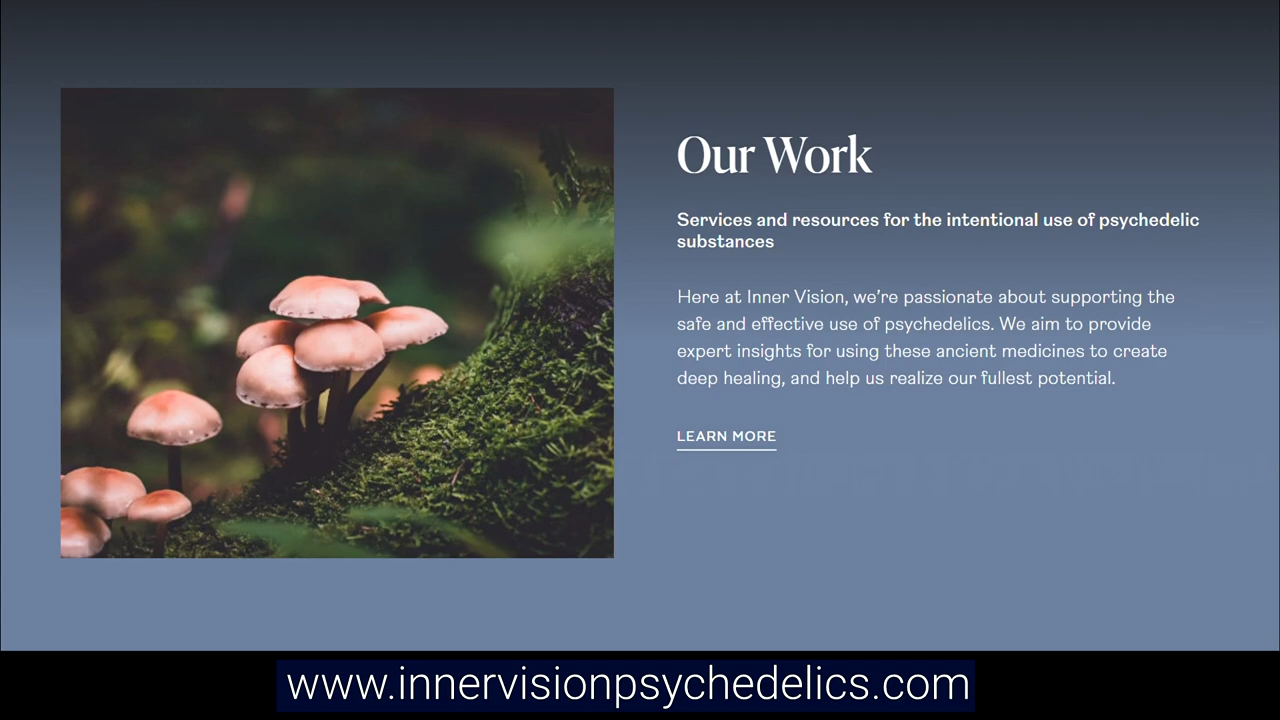 Our Work
Services and resources for the intentional use of psychedelic
substances
Here at Inner Vision, we're passionate about supporting the
safe and effective use of psychedelics. We aim to provide
expert insights for using these ancient medicines to create
deep healing, and help us realize our fullest potential.
LEARN MORE
www.innervisionpsychedelics.com